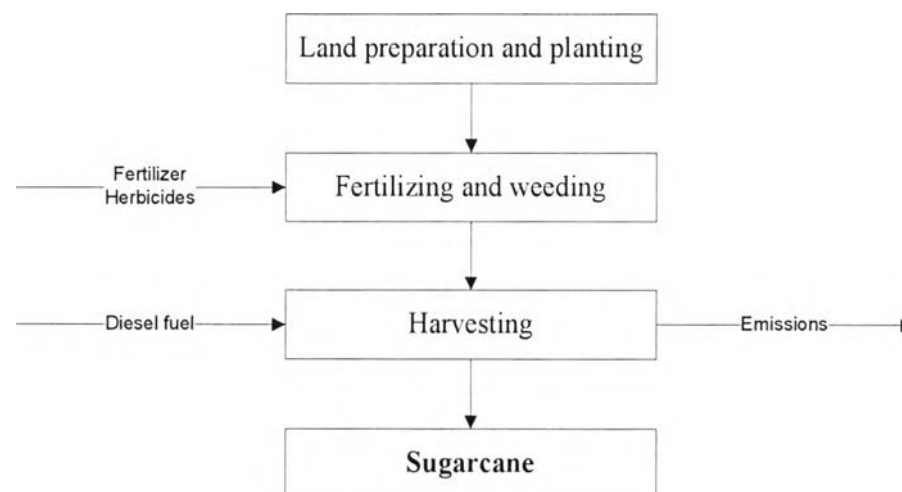 Land preparation and planting
Fertilizer
Herbicides
Fertilizing and weeding
Diesel fuel
Harvesting
Emissions
Sugarcane